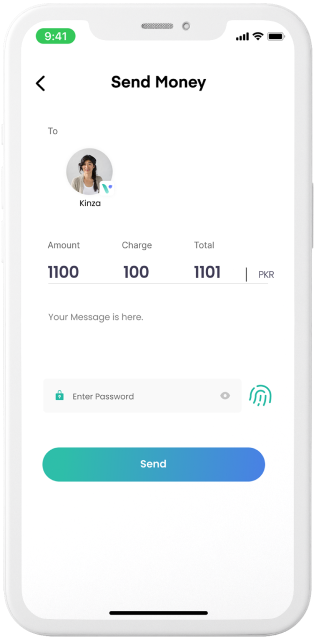 9:41
Send Money
To
Kinza
Amount Charge Total
1100 100 1101 PKR
Your Message is here.
Enter Password
Send